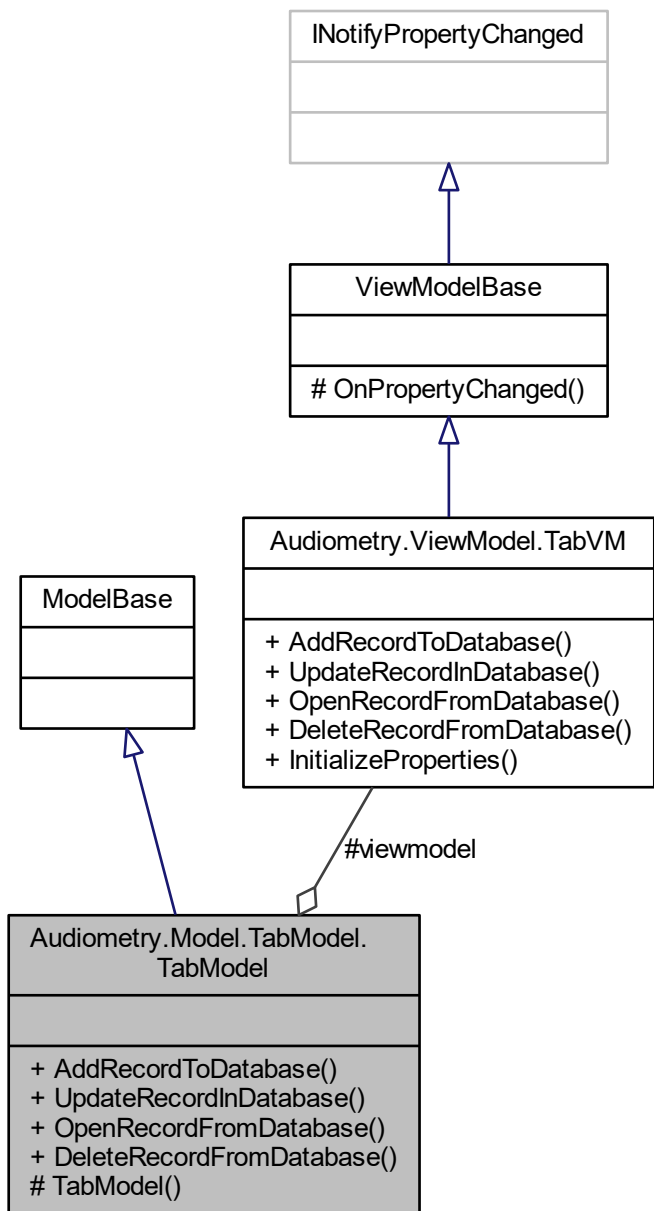 INotifyPropertyChanged
ViewModelBase
# OnPropertyChanged()
Audiometry.ViewModel.TabVM
+ AddRecordToDatabase()
+ UpdateRecordInDatabase()
+ OpenRecordFromDatabase()
+ DeleteRecordFromDatabase()
+ InitializeProperties()
ModelBase
#viewmodel
Audiometry.Model.TabModel.
TabModel
+ AddRecordToDatabase()
+ UpdateRecordInDatabase()
+ OpenRecordFromDatabase()
+ DeleteRecordFromDatabase()
# TabModel()